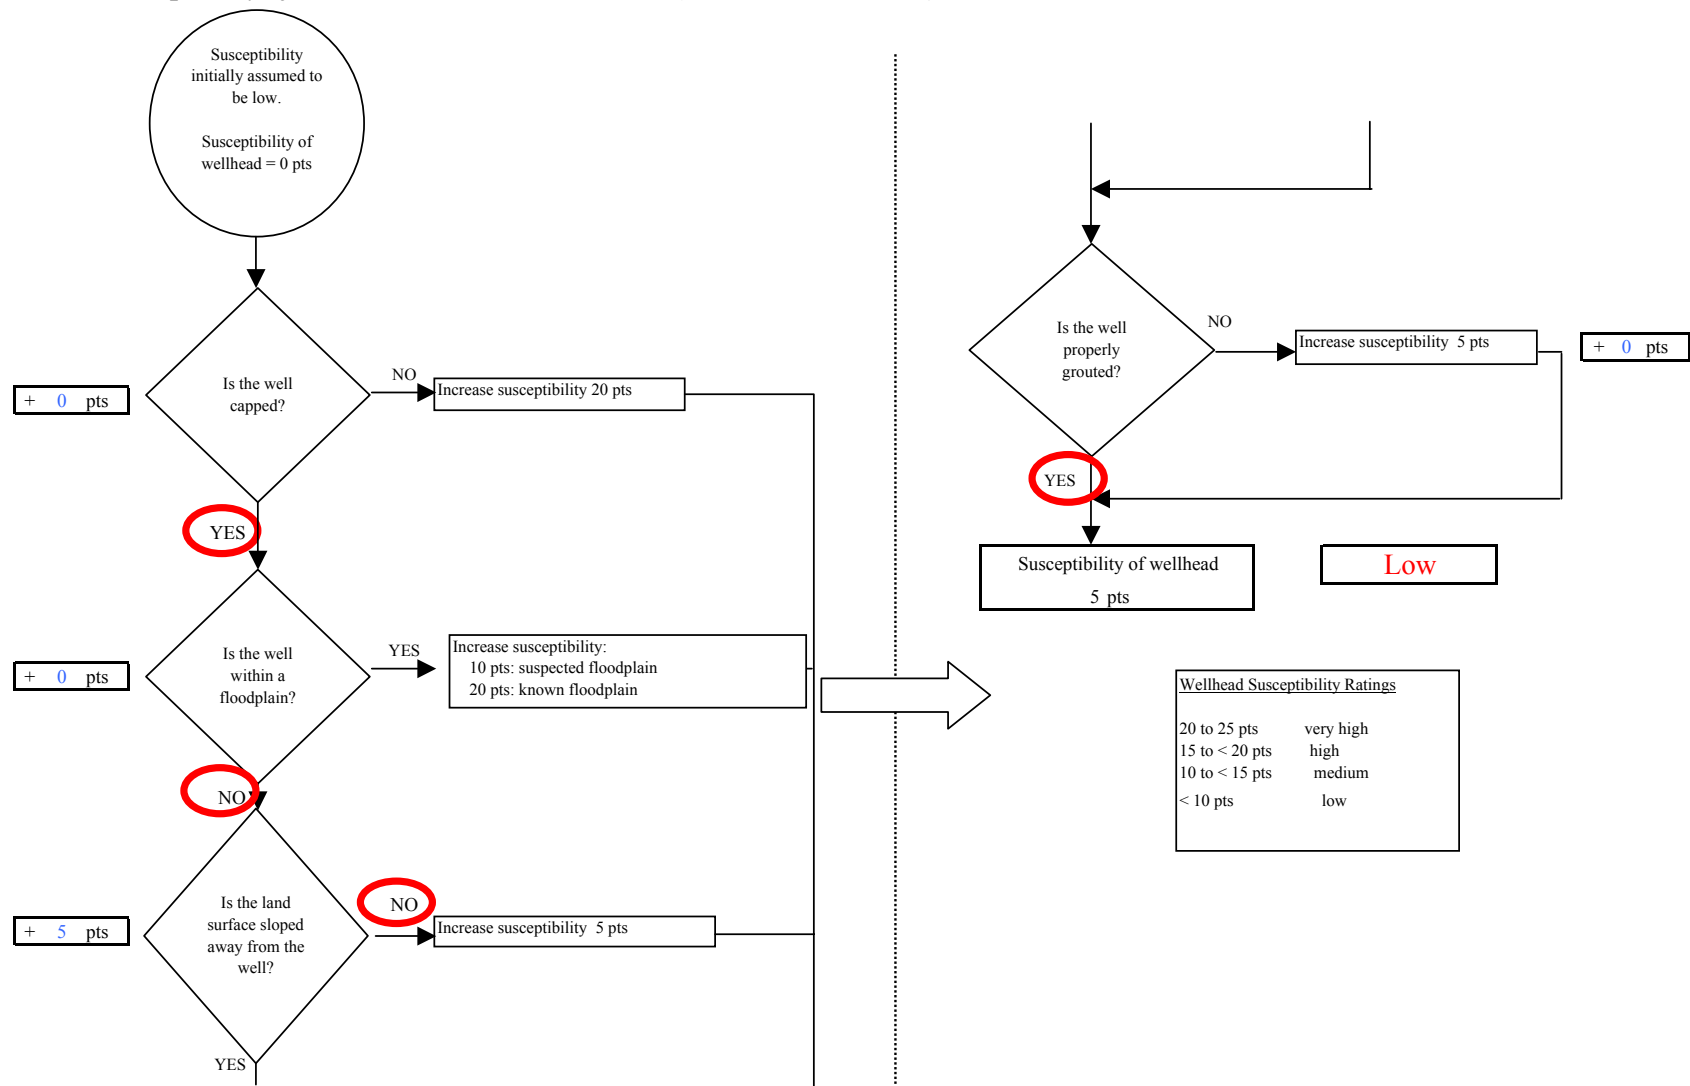 Susceptibility
initially assumed to
be low.
Susceptibility of
wellhead = 0 pts
Is the well
capped?
NO
Increase susceptibility 20 pts
+ 0 pts
YES
Is the well
within a
floodplain?
YES
Increase susceptibility:
10 pts: suspected floodplain
20 pts: known floodplain
+ 0 pts
NO
Is the land
surface sloped
away from the
well?
NO
Increase susceptibility 5 pts
+ 5 pts
YES
Is the well
properly
grouted?
NO
Increase susceptibility 5 pts
+ 0 pts
YES
Susceptibility of wellhead
5 pts
Low
Wellhead Susceptibility Ratings
20 to 25 pts very high
15 to < 20 pts high
10 to < 15 pts medium
< 10 pts low